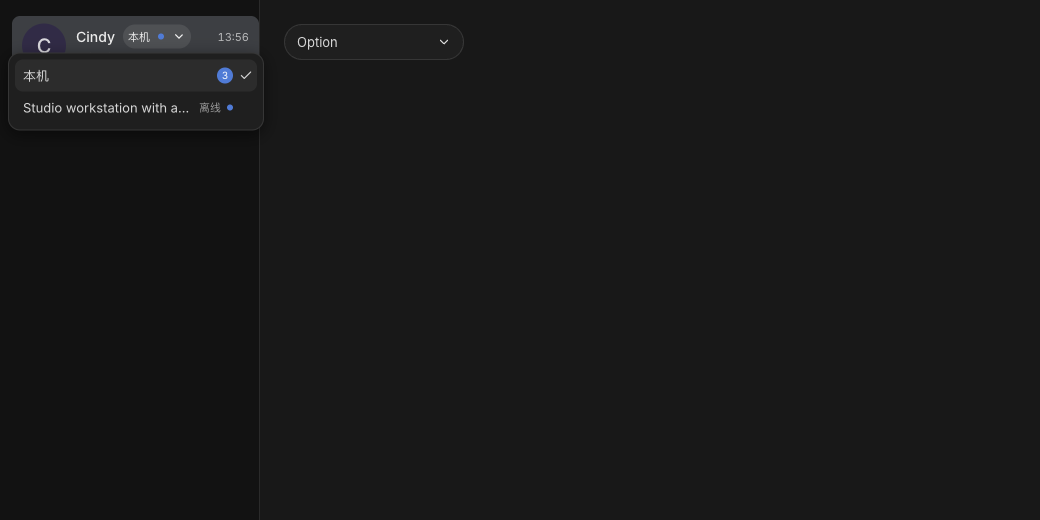 C
Cindy 本机 13:56
Option
本机 3
Studio workstation with a... 离线